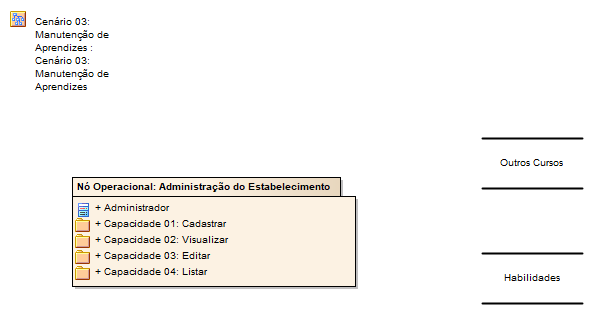 Cenário 03:
Manutenção de
Aprendizes :
Cenário 03:
Manutenção de
Aprendizes
Outros Cursos
Nó Operacional: Administração do Estabelecimento
+ Administrador
+ Capacidade 01: Cadastrar
+ Capacidade 02: Visualizar
+ Capacidade 03: Editar
+ Capacidade 04: Listar
Habilidades